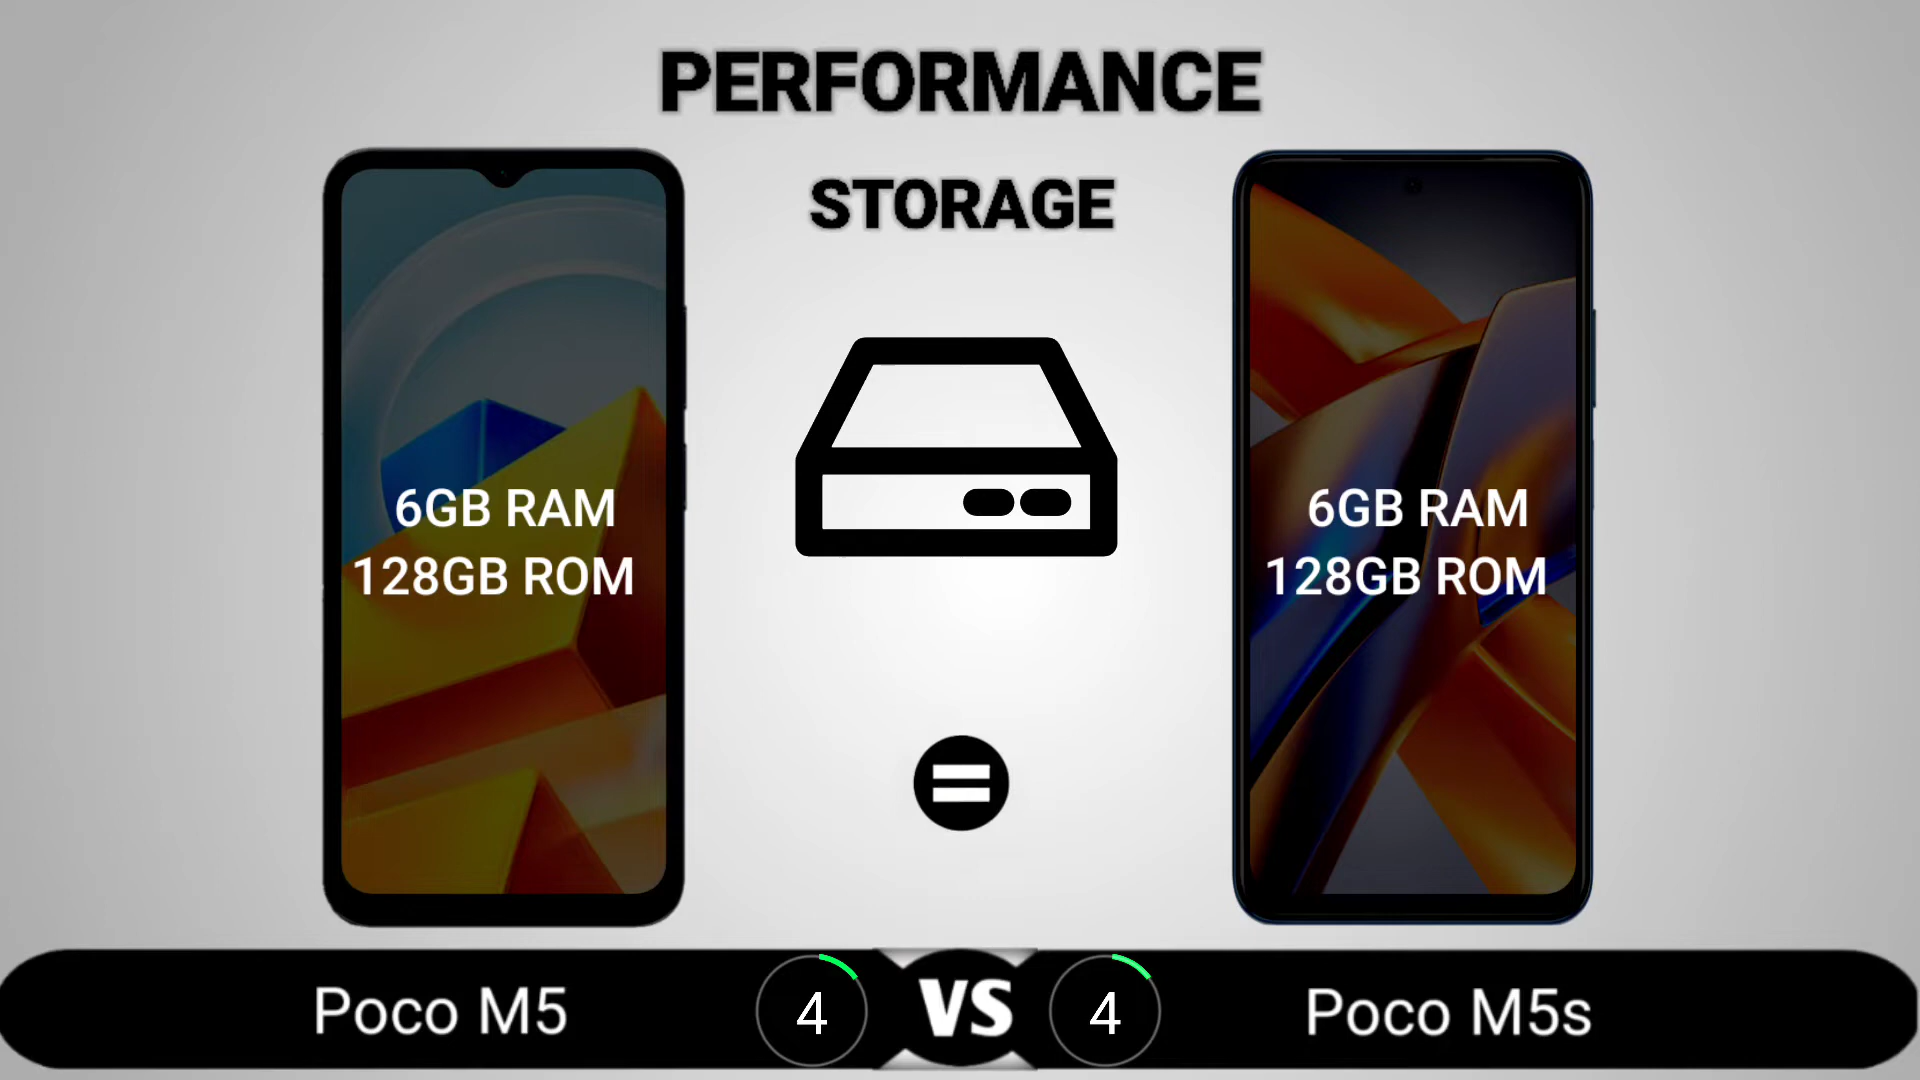 PERFORMANCE
STORAGE
6GB RAM
128GB ROM
6GB RAM
128GB ROM
Poco M5
4
VS
4
Poco M5s